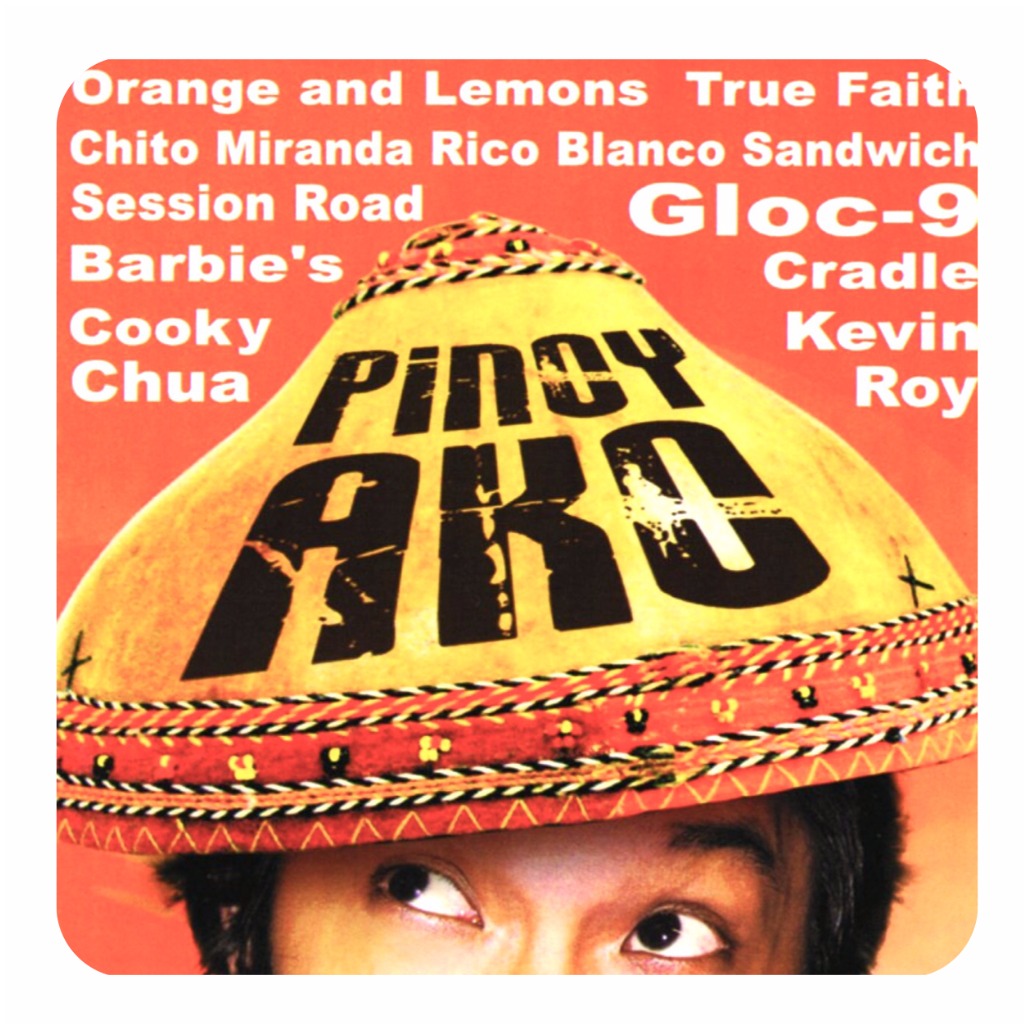 Orange and Lemons True Faith
Chito Miranda Rico Blanco Sandwich
Session Road Gloc-9
Barbie's Cradle
Cooky Kevin
Chua Roy
PiNOY
AKO